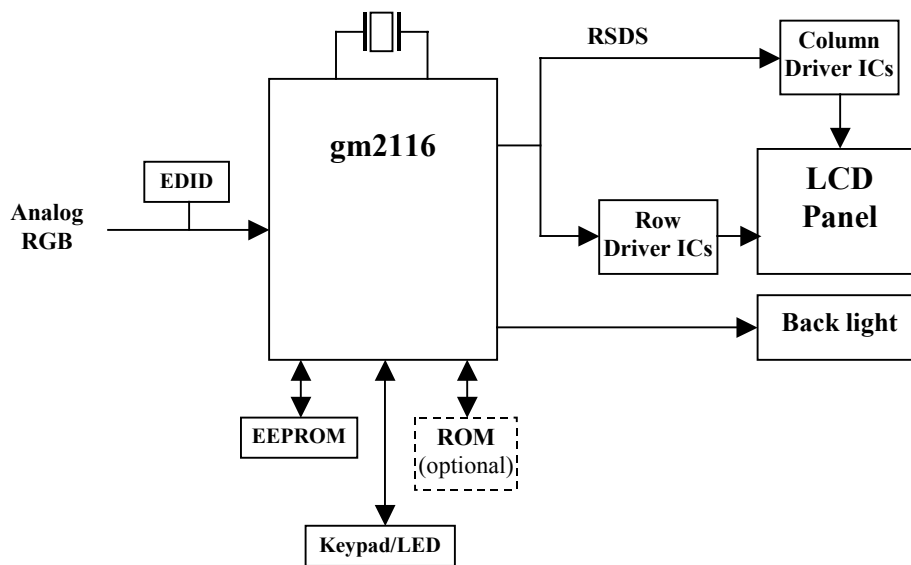 RSDS
Column
Driver ICs
gm2116
EDID
Analog
RGB
LCD
Panel
Row
Driver ICs
Back light
EEPROM
ROM
(optional)
Keypad/LED